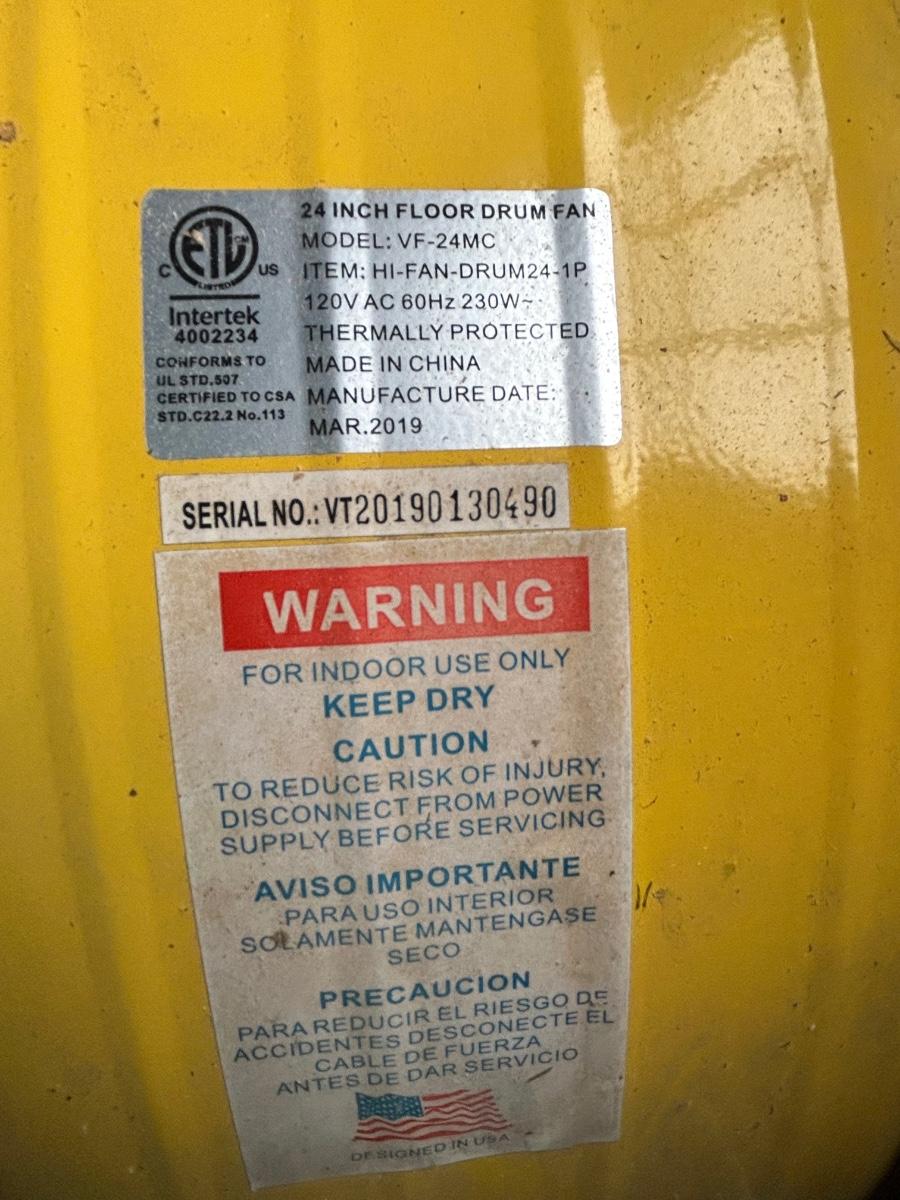 24 INCH FLOOR DRUM FAN
MODEL: VF-24MC
ITEM: HI-FAN-DRUM24-1P
120V AC 60Hz 230W~
THERMALLY PROTECTED
MADE IN CHINA
MANUFACTURE DATE:
MAR.2019
ETL CM
C US
LISTED
Intertek
4002234
CONFORMS TO
UL STD.507
CERTIFIED TO CSA
STD.C22.2 No.113
SERIAL NO.: VT20190130490
WARNING
FOR INDOOR USE ONLY
KEEP DRY
CAUTION
TO REDUCE RISK OF INJURY,
DISCONNECT FROM POWER
SUPPLY BEFORE SERVICING
AVISO IMPORTANTE
PARA USO INTERIOR
SOLAMENTE MANTENGASE
SECO
PRECAUCION
PARA REDUCIR EL RIESGO DE
ACCIDENTES DESCONECTE EL
CABLE DE FUERZA
ANTES DE DAR SERVICIO
DESIGNED IN USA